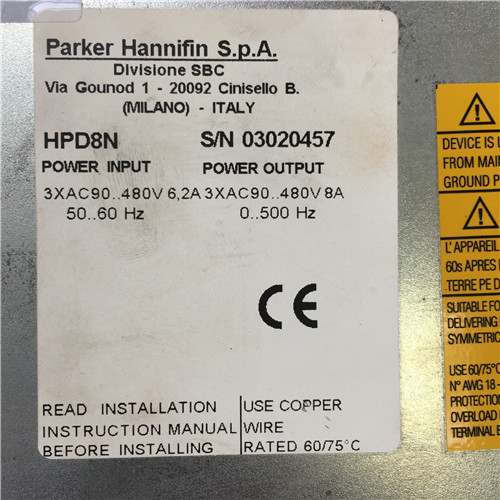 Parker Hannifin S.p.A.
Divisione SBC
Via Gounod 1 - 20092 Cinisello B.
(MILANO) - ITALY
HPD8N S/N 03020457
POWER INPUT POWER OUTPUT
3XAC90..480V 6,2A 3XAC90..480V 8A
50..60 Hz 0..500 Hz
CE
READ INSTALLATION USE COPPER
INSTRUCTION MANUAL WIRE
BEFORE INSTALLING RATED 60/75°C
DEVICE IS
FROM MAI
GROUND P
L'APPAREIL
60s APRES
TERRE PE D
SUITABLE FO
DELIVERING
SYMMETRIC
USE 60/75°C
N° AWG 18 -
PROTECTION
OVERLOAD
TERMINAL